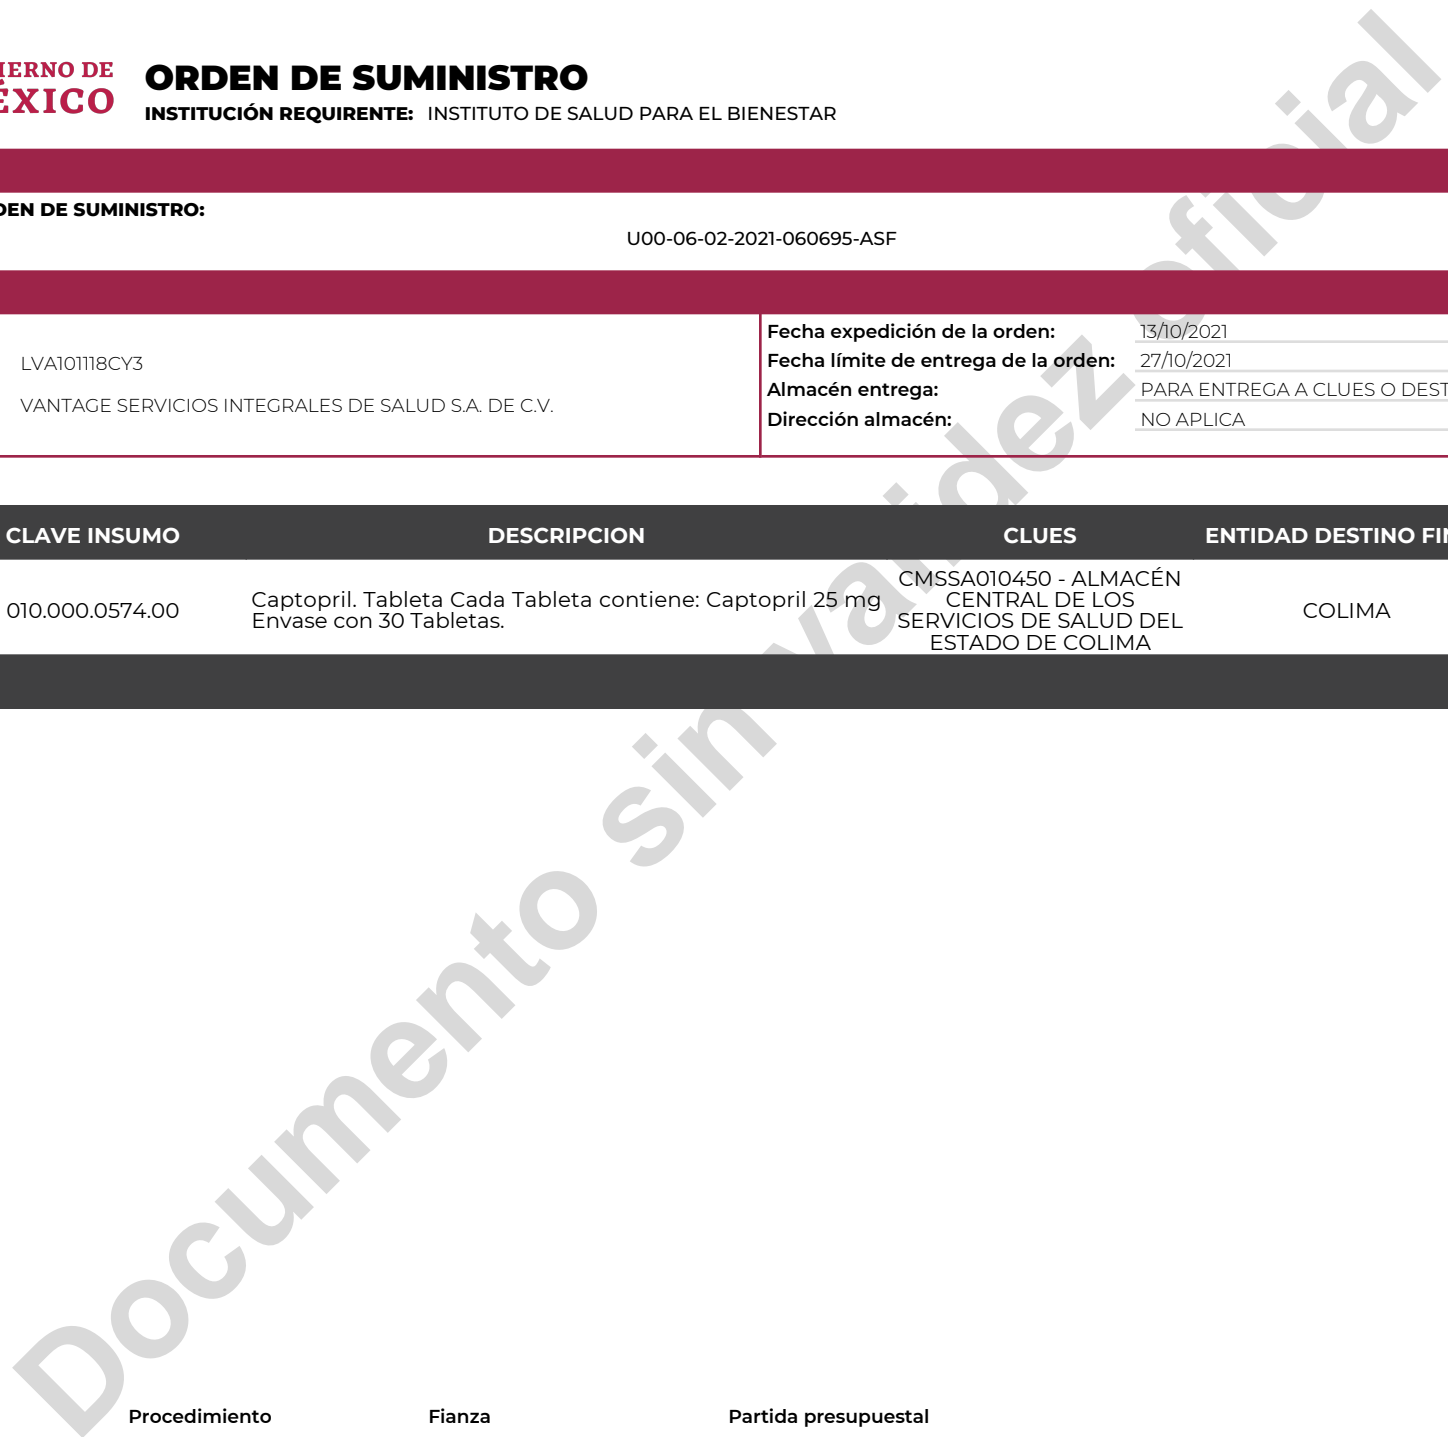 IERNO DE
ÉXICO
ORDEN DE SUMINISTRO
INSTITUCIÓN REQUIRENTE: INSTITUTO DE SALUD PARA EL BIENESTAR
DEN DE SUMINISTRO:
U00-06-02-2021-060695-ASF
LVA101118CY3
VANTAGE SERVICIOS INTEGRALES DE SALUD S.A. DE C.V.
Fecha expedición de la orden: 13/10/2021
Fecha límite de entrega de la orden: 27/10/2021
Almacén entrega: PARA ENTREGA A CLUES O DEST
Dirección almacén: NO APLICA
CLAVE INSUMO DESCRIPCION CLUES ENTIDAD DESTINO FIN
010.000.0574.00
Captopril. Tableta Cada Tableta contiene: Captopril 25 mg
Envase con 30 Tabletas.
CMSSA010450 - ALMACÉN
CENTRAL DE LOS
SERVICIOS DE SALUD DEL
ESTADO DE COLIMA
COLIMA
Documento sin validez oficial
Procedimiento Fianza Partida presupuestal